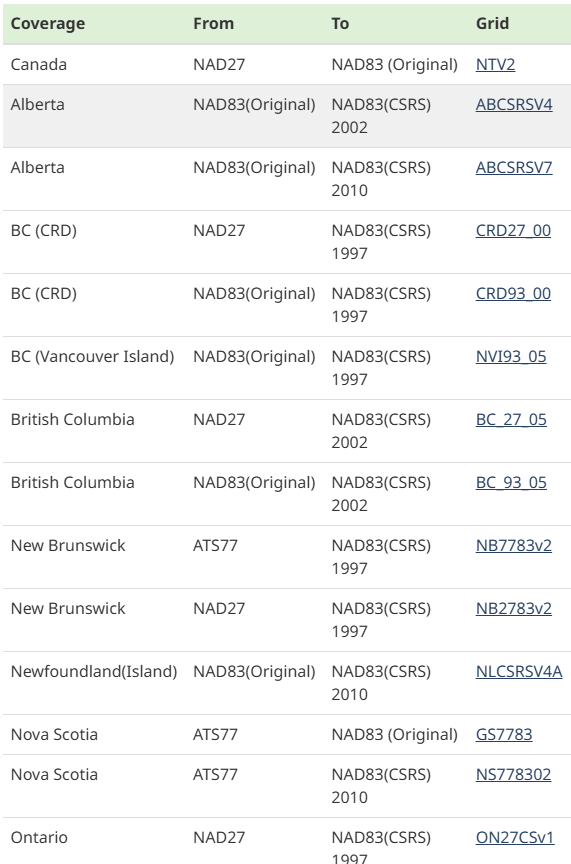 Coverage From To Grid
Canada NAD27 NAD83 (Original) NTV2
Alberta NAD83(Original) NAD83(CSRS) ABCSRSV4
2002
Alberta NAD83(Original) NAD83(CSRS) ABCSRSV7
2010
BC (CRD) NAD27 NAD83(CSRS) CRD27_00
1997
BC (CRD) NAD83(Original) NAD83(CSRS) CRD93_00
1997
BC (Vancouver Island) NAD83(Original) NAD83(CSRS) NVI93_05
1997
British Columbia NAD27 NAD83(CSRS) BC_27_05
2002
British Columbia NAD83(Original) NAD83(CSRS) BC_93_05
2002
New Brunswick ATS77 NAD83(CSRS) NB7783v2
1997
New Brunswick NAD27 NAD83(CSRS) NB2783v2
1997
Newfoundland(Island) NAD83(Original) NAD83(CSRS) NLCSRSV4A
2010
Nova Scotia ATS77 NAD83 (Original) GS7783
Nova Scotia ATS77 NAD83(CSRS) NS778302
2010
Ontario NAD27 NAD83(CSRS) ON27CSv1
1997